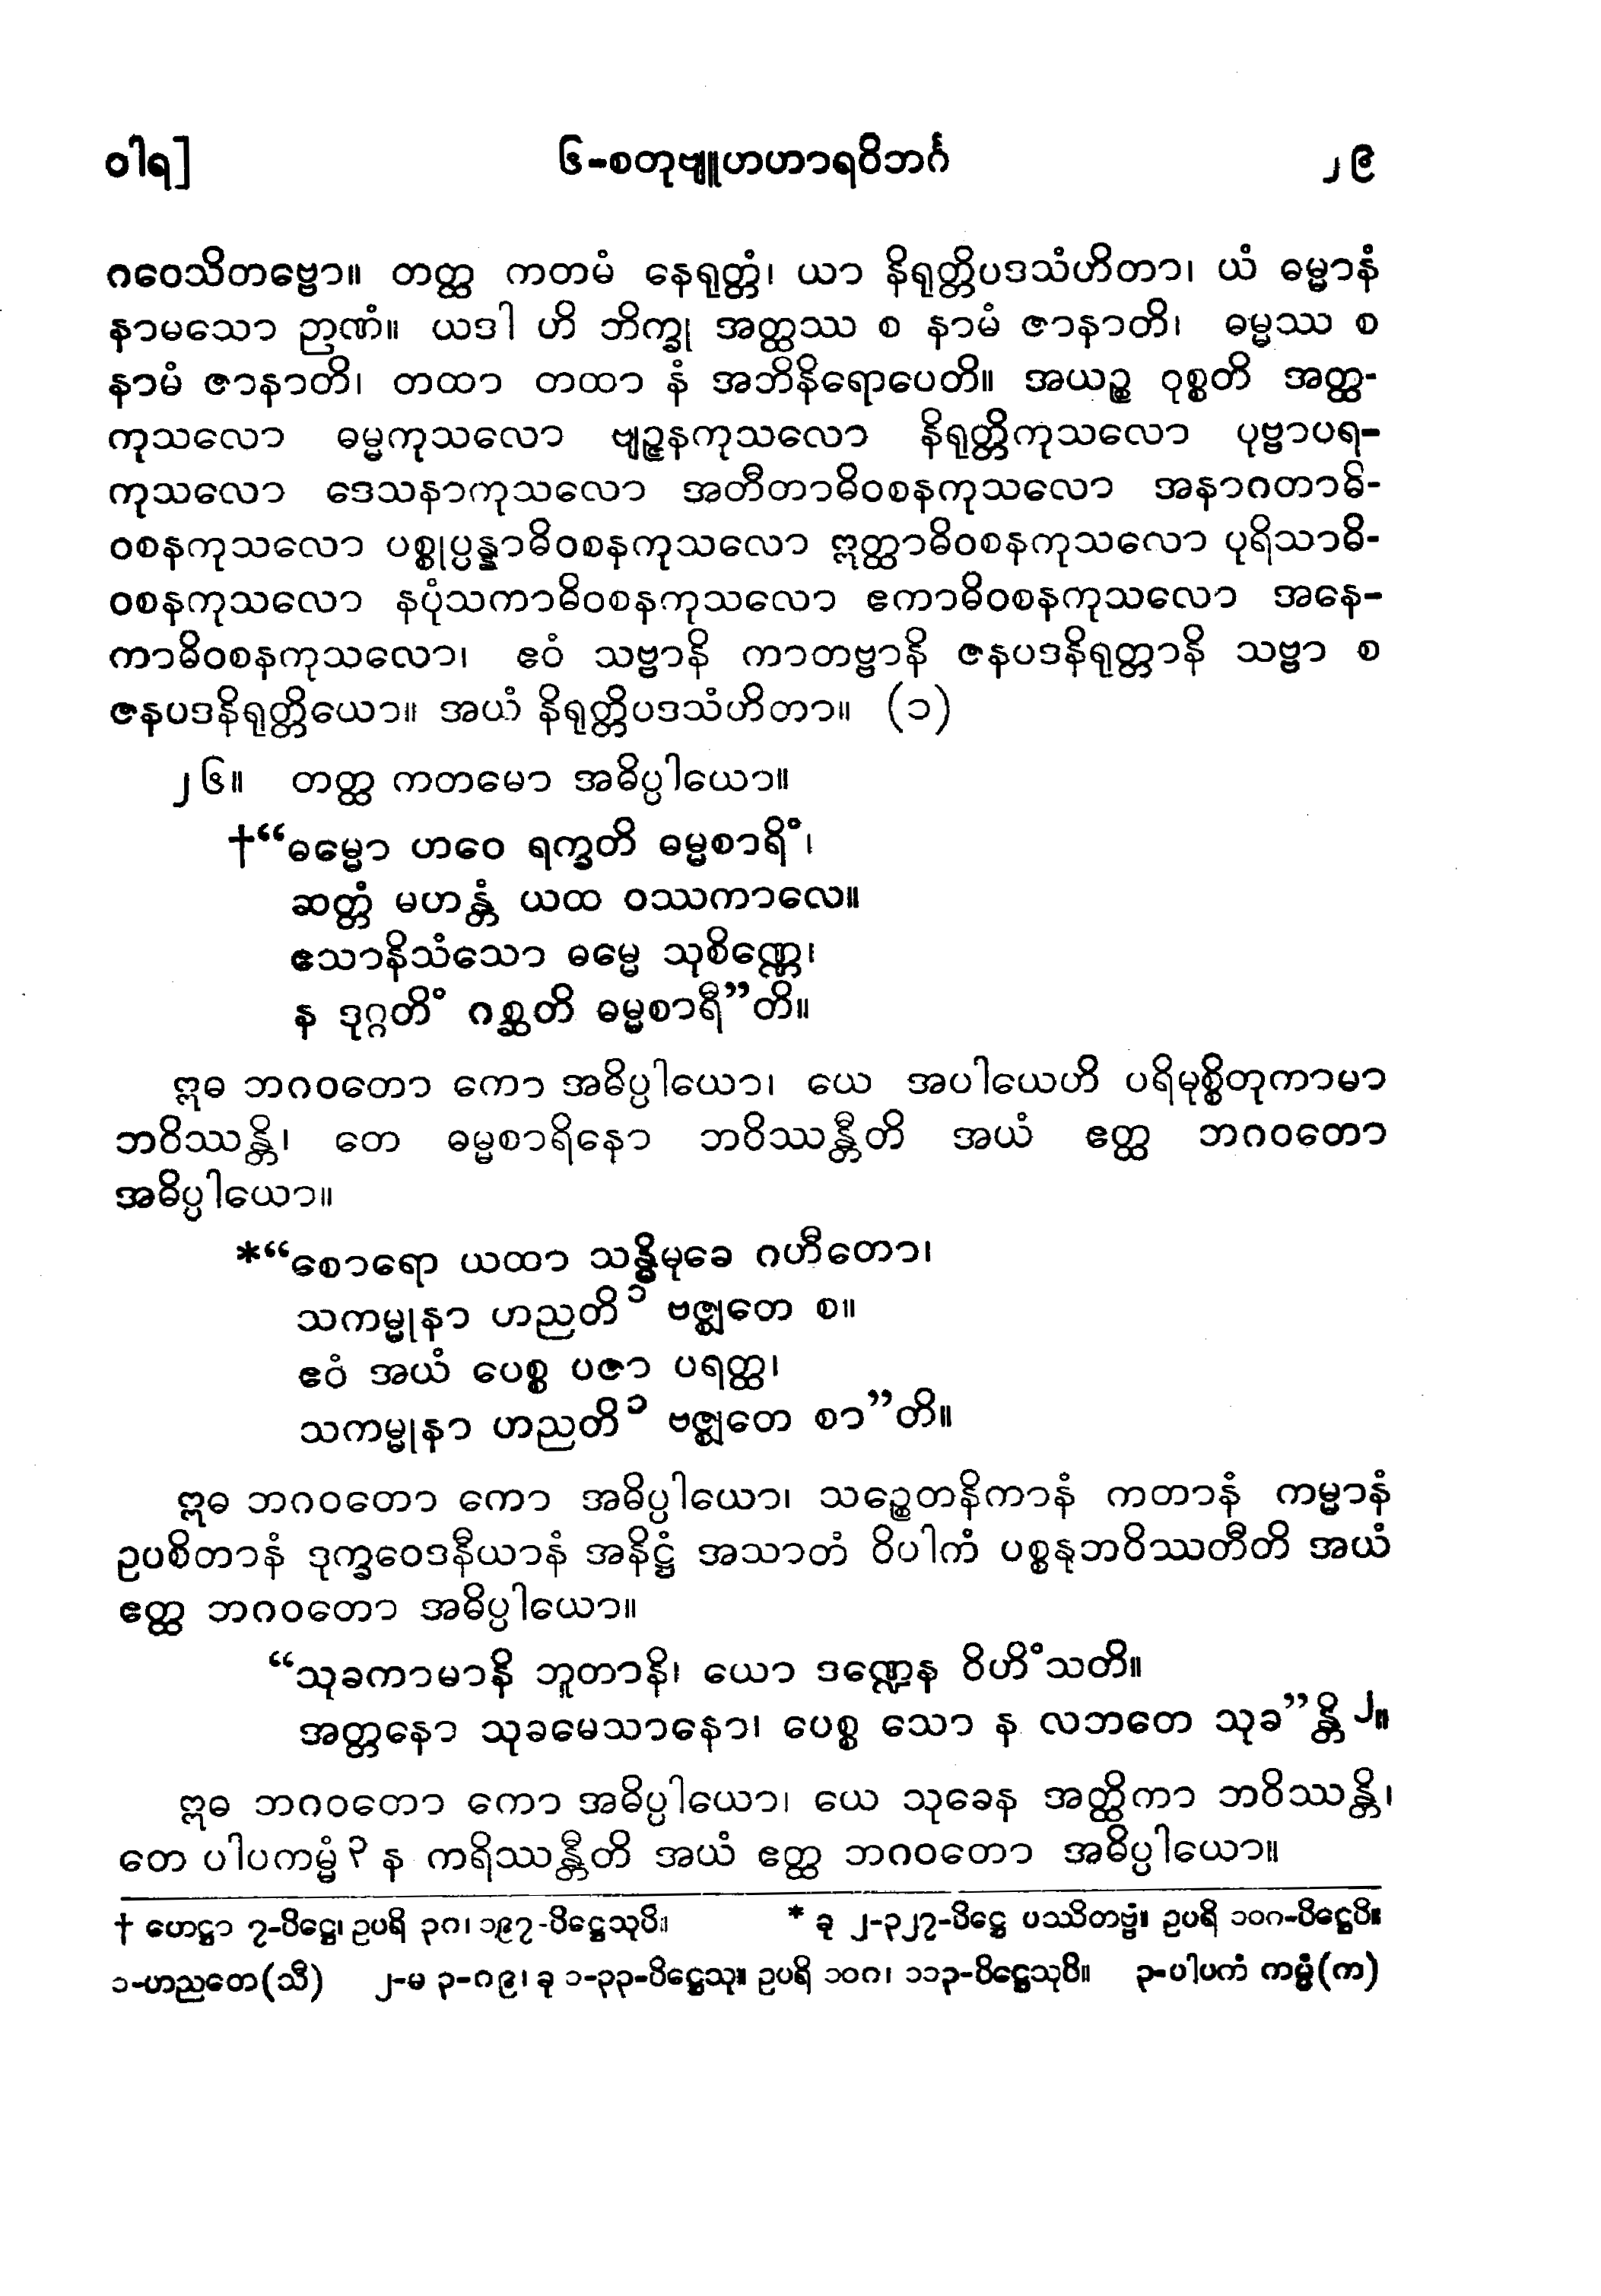 ဝါရ]
၆-စတုဗျူဟဟာရဝိဘင်္ဂ
၂၉
ဂဝေသိတဗ္ဗော။ တတ္ထ ကတမံ နေရုတ္တံ၊ ယာ နိရုတ္တိပဒသံဟိတာ၊ ယံ ဓမ္မာနံ
နာမသော ဉာဏံ။ ယဒါ ဟိ ဘိက္ခု အတ္ထဿ စ နာမံ ဇာနာတိ၊ ဓမ္မဿ စ
နာမံ ဇာနာတိ၊ တထာ တထာ နံ အဘိနိရောပေတိ။ အယဉ္စ ဝုစ္စတိ အတ္ထ-
ကုသလော ဓမ္မကုသလော ဗျဉ္ဇနကုသလော နိရုတ္တိကုသလော ပုဗ္ဗာပရ-
ကုသလော ဒေသနာကုသလော အတီတာဓိဝစနကုသလော အနာဂတာဓိ-
ဝစနကုသလော ပစ္စုပ္ပန္နာဓိဝစနကုသလော ဣတ္ထာဓိဝစနကုသလော ပုရိသာဓိ-
ဝစနကုသလော နပုံသကာဓိဝစနကုသလော ဧကာဓိဝစနကုသလော အနေ-
ကာဓိဝစနကုသလော၊ ဧဝံ သဗ္ဗာနိ ကာတဗ္ဗာနိ ဇနပဒနိရုတ္တာနိ သဗ္ဗာ စ
ဇနပဒနိရုတ္တိယော။ အယံ နိရုတ္တိပဒသံဟိတာ။ (၁)
၂၆။ တတ္ထ ကတမော အဓိပ္ပါယော။
†“ဓမ္မော ဟဝေ ရက္ခတိ ဓမ္မစာရိံ၊
ဆတ္တံ မဟန္တံ ယထ ဝဿကာလေ။
ဧသာနိသံသော ဓမ္မေ သုစိဏ္ဏေ၊
န ဒုဂ္ဂတိံ ဂစ္ဆတိ ဓမ္မစာရီ”တိ။
ဣဓ ဘဂဝတော ကော အဓိပ္ပါယော၊ ယေ အပါယေဟိ ပရိမုစ္စိတုကာမာ
ဘဝိဿန္တိ၊ တေ ဓမ္မစာရိနော ဘဝိဿန္တီတိ အယံ ဧတ္ထ ဘဂဝတော
အဓိပ္ပါယော။
*“စောရော ယထာ သန္ဓိမုခေ ဂဟီတော၊
သကမ္မုနာ ဟညတိ ၁ ဗဇ္ဈတေ စ။
ဧဝံ အယံ ပေစ္စ ပဇာ ပရတ္ထ၊
သကမ္မုနာ ဟညတိ ၁ ဗဇ္ဈတေ စာ”တိ။
ဣဓ ဘဂဝတော ကော အဓိပ္ပါယော၊ သဉ္စေတနိကာနံ ကတာနံ ကမ္မာနံ
ဥပစိတာနံ ဒုက္ခဝေဒနီယာနံ အနိဋ္ဌံ အသာတံ ဝိပါကံ ပစ္စနုဘဝိဿတီတိ အယံ
ဧတ္ထ ဘဂဝတော အဓိပ္ပါယော။
“သုခကာမာနိ ဘူတာနိ၊ ယော ဒဏ္ဍေန ဝိဟိံသတိ။
အတ္တနော သုခမေသာနော၊ ပေစ္စ သော န လဘတေ သုခ”န္တိ ၂။
ဣဓ ဘဂဝတော ကော အဓိပ္ပါယော၊ ယေ သုခေန အတ္ထိကာ ဘဝိဿန္တိ၊
တေ ပါပကမ္မံ ၃ န ကရိဿန္တီတိ အယံ ဧတ္ထ ဘဂဝတော အဓိပ္ပါယော။
† ဟေဋ္ဌာ ၇-ပိဋ္ဌေ၊ ဥပရိ ၃ဂ၊ ၁၉၇-ပိဋ္ဌေသုပိ။ * ခု ၂-၃၂၇-ပိဋ္ဌေ ပဿိတဗ္ဗံ။ ဥပရိ ၁၀ဂ-ပိဋ္ဌေပိ။
၁-ဟညတေ(သီ) ၂-မ ၃-ဂ၉၊ ခု ၁-၃၃-ပိဋ္ဌေသု။ ဥပရိ ၁၀ဂ၊ ၁၁၃-ပိဋ္ဌေသုပိ။ ၃-ပါပကံ ကမ္မံ(က)